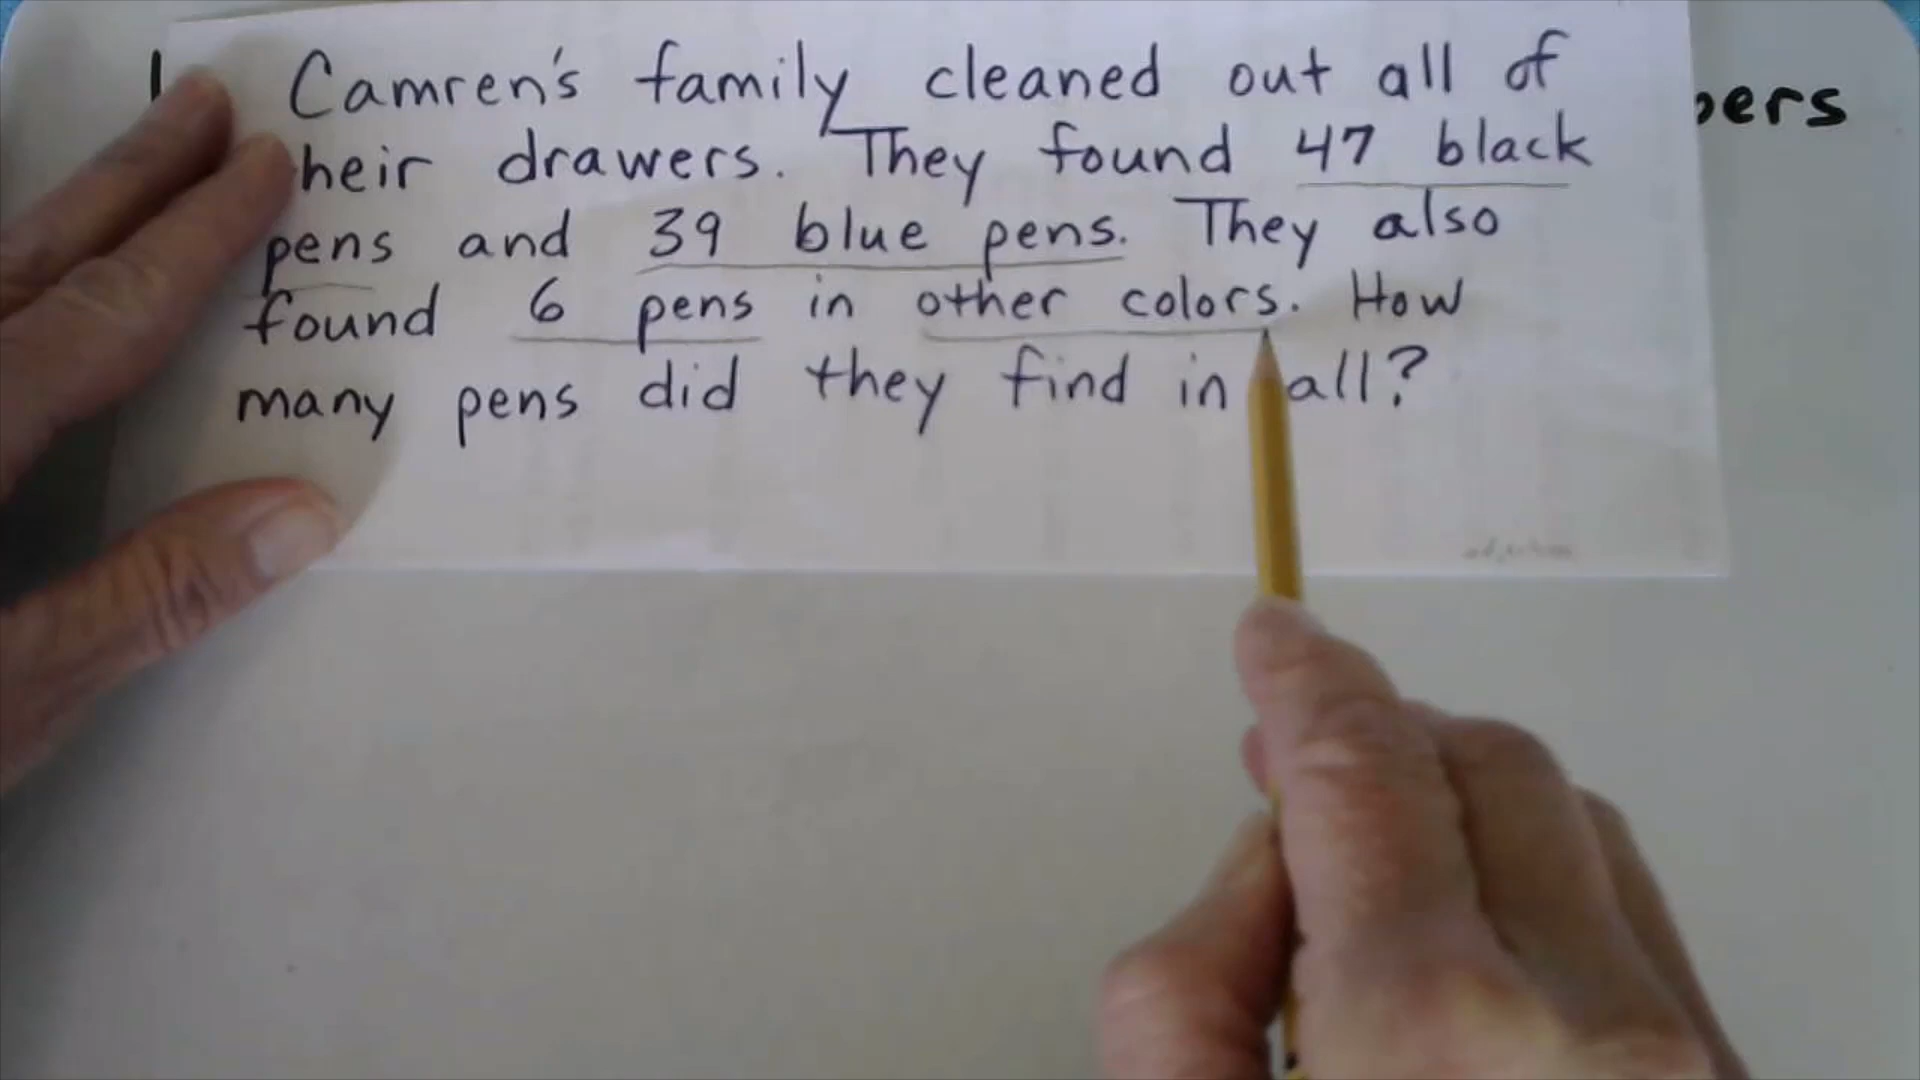 Camren's family cleaned out all of
heir drawers. They found 47 black
pens and 39 blue pens. They also
found 6 pens in other colors. How
many pens did they find in all?
pers